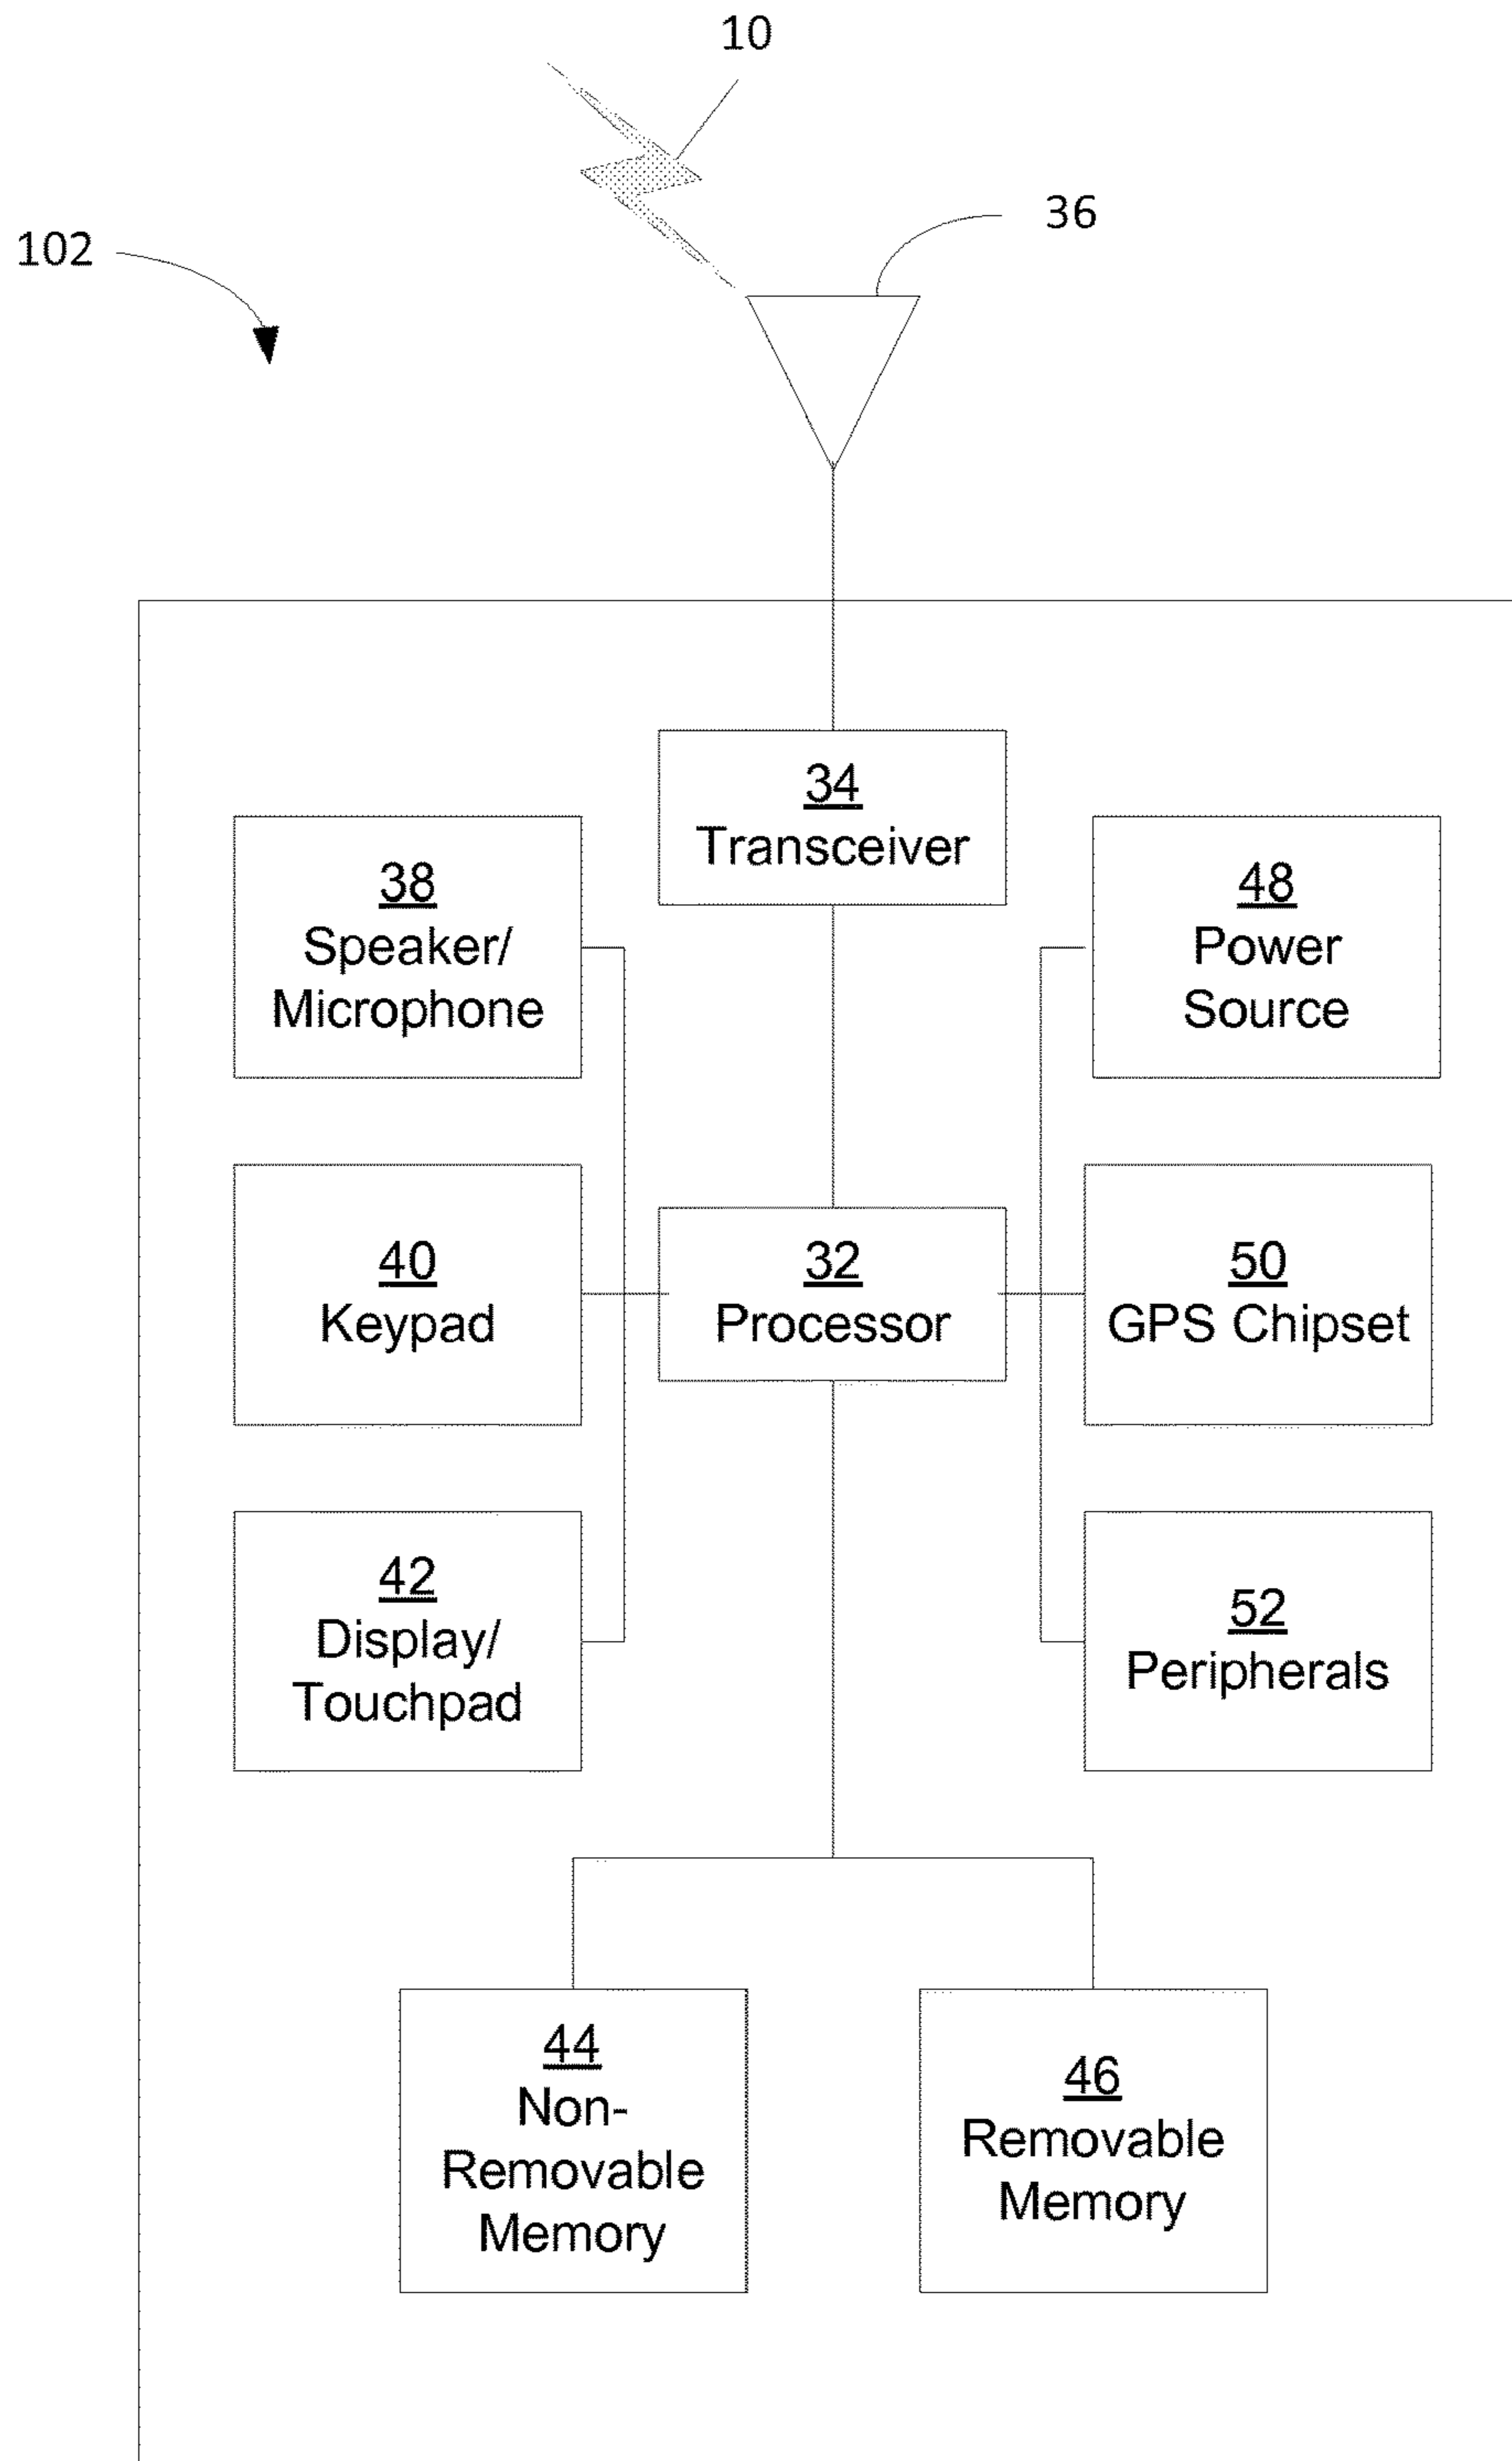 10
36
102
34
Transceiver
38
Speaker/
Microphone
48
Power
Source
40
Keypad
32
Processor
50
GPS Chipset
42
Display/
Touchpad
52
Peripherals
44
Non-
Removable
Memory
46
Removable
Memory